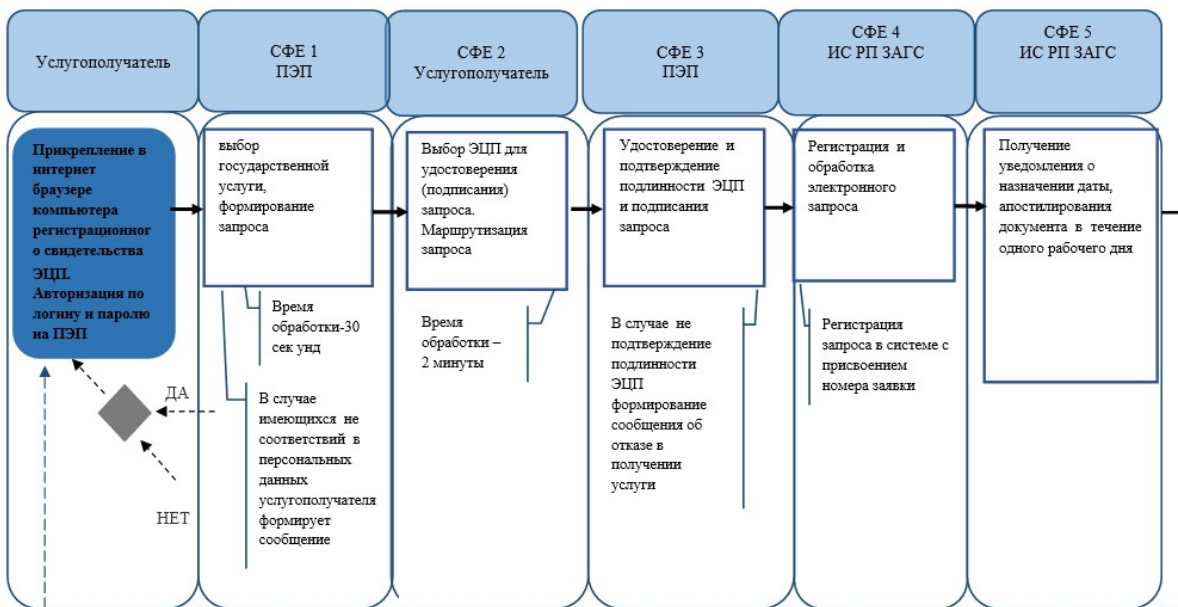 Услугополучатель
СФЕ 1
ПЭП
СФЕ 2
Услугополучатель
СФЕ 3
ПЭП
СФЕ 4
ИС РП ЗАГС
СФЕ 5
ИС РП ЗАГС
Прикрепление в
интернет
браузере
компьютера
регистрационног
о свидетельства
ЭЦП.
Авторизация по
логину и паролю
на ПЭП
выбор
государственной
услуги,
формирование
запроса
Выбор ЭЦП для
удостоверения
(подписания)
запроса.
Маршрутизация
запроса
Удостоверение и
подтверждение
подлинности ЭЦП
и подписания
запроса
Регистрация и
обработка
электронного
запроса
Получение
уведомления о
назначении даты,
апостилирования
документа в течение
одного рабочего дня
Время
обработки-30
сек унд
Время
обработки –
2 минуты
В случае не
подтверждение
подлинности
ЭЦП
формирование
сообщения об
отказе в
получении
услуги
Регистрация
запроса в системе с
присвоением
номера заявки
ДА
НЕТ
В случае
имеющихся не
соответствий в
персональных
данных
услугополучателя
формирует
сообщение